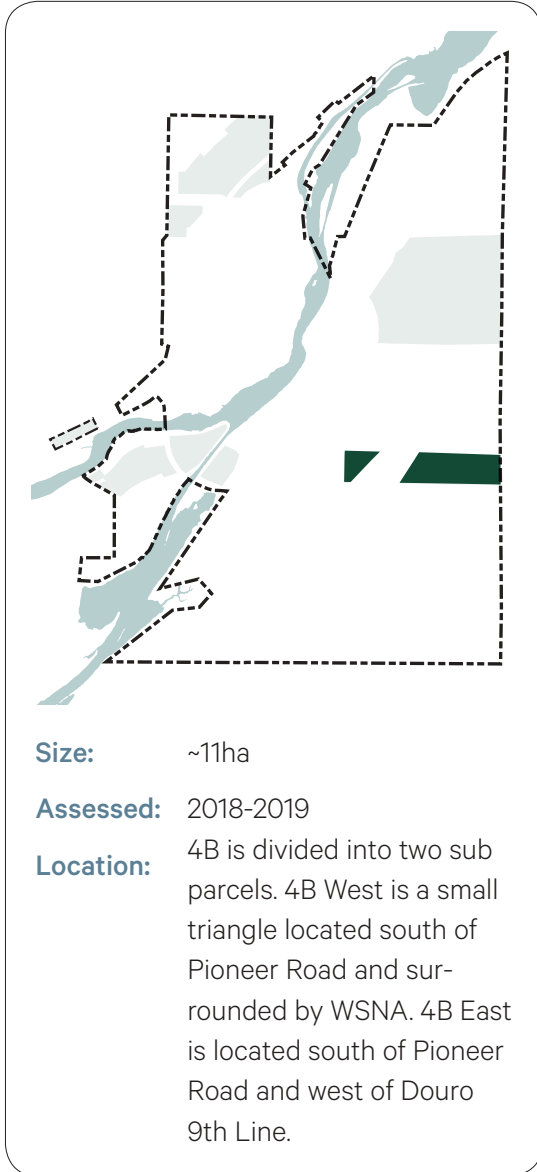 Size: ~11ha
Assessed: 2018-2019
Location: 4B is divided into two sub
parcels. 4B West is a small
triangle located south of
Pioneer Road and sur-
rounded by WSNA. 4B East
is located south of Pioneer
Road and west of Douro
9th Line.